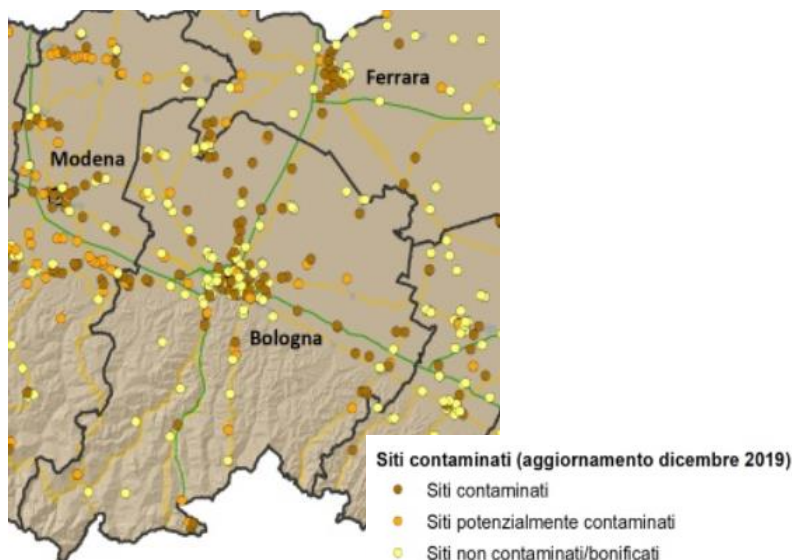 Ferrara
Modena
Bologna
Siti contaminati (aggiornamento dicembre 2019)
Siti contaminati
Siti potenzialmente contaminati
Siti non contaminati/bonificati